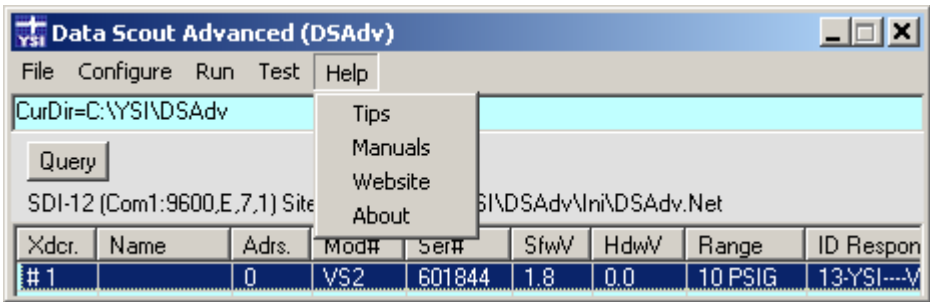 YSI Data Scout Advanced (DSAdv)
File Configure Run Test Help
CurDir=C:\YSI\DSAdv
Tips
Manuals
Query
Website
SDI-12 (Com1:9600,E,7,1) Site SI\DSAdv\Ini\DSAdv.Net
About
Xdcr. Name Adrs. Mod# Ser# SfwV HdwV Range ID Respon
# 1 0 VS2 601844 1.8 0.0 10 PSIG 13-YSI----V